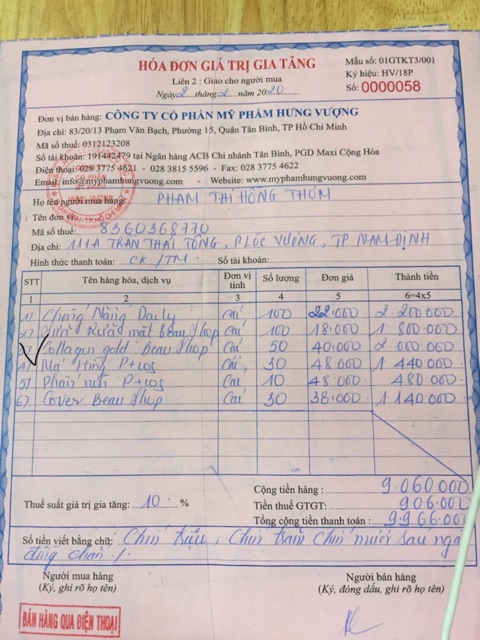 HÓA ĐƠN GIÁ TRỊ GIA TĂNG
Liên 2 : Giao cho người mua
Ngày 2 tháng 2 năm 2020
Mẫu số: 01GTKT3/001
Ký hiệu: HV/18P
Số: 0000058
Đơn vị bán hàng: CÔNG TY CỔ PHẦN MỸ PHẨM HƯNG VƯỢNG
Địa chỉ: 83/20/13 Phạm Văn Bạch, Phường 15, Quận Tân Bình, TP Hồ Chí Minh
Mã số thuế: 0312123208
Số tài khoản: 191442479 tại Ngân hàng ACB Chi nhánh Tân Bình, PGD Maxi Cộng Hòa
Điện thoại: 028 3775 4621 - 028 3815 5596 - Fax: 028 3775 4622
Email: info@myphamhungvuong.com - Website: www.myphamhungvuong.com
Họ tên người mua hàng: PHẠM THỊ HỒNG THƠM
Tên đơn vị
Mã số thuế: 8360368770
Địa chỉ: 111A TRẦN THÁI TÔNG, P LỘC VƯỢNG, TP NAM ĐỊNH
Hình thức thanh toán: CK/TM Số tài khoản:
STT Tên hàng hóa, dịch vụ Đơn vị tính Số lượng Đơn giá Thành tiền
1 2 3 4 5 6=4x5
1) Chống Nắng Daily Cái 100 22.000 2 200 000
2) Rước mắt Beau Shop Cái 100 18.000 1 800 000
3) Collagen gold Beau Shop Cái 50 40.000 2 000 000
4) Cái 30 48.000 1 440 000
5) Phấn nén Cái 10 48.000 480 000
6) Cover Beau Shop Cái 30 38.000 1 140 000
Cộng tiền hàng : 9.060.000
Thuế suất giá trị gia tăng: 10 % Tiền thuế GTGT: 906.000
Tổng cộng tiền thanh toán : 9.966.000
Số tiền viết bằng chữ: Chín triệu, Chín trăm chín mươi sáu ngà
đồng chẵn ./.
Người mua hàng
(Ký, ghi rõ họ tên)
Người bán hàng
(Ký, đóng dấu, ghi rõ họ tên)
BÁN HÀNG QUA ĐIỆN THOẠI